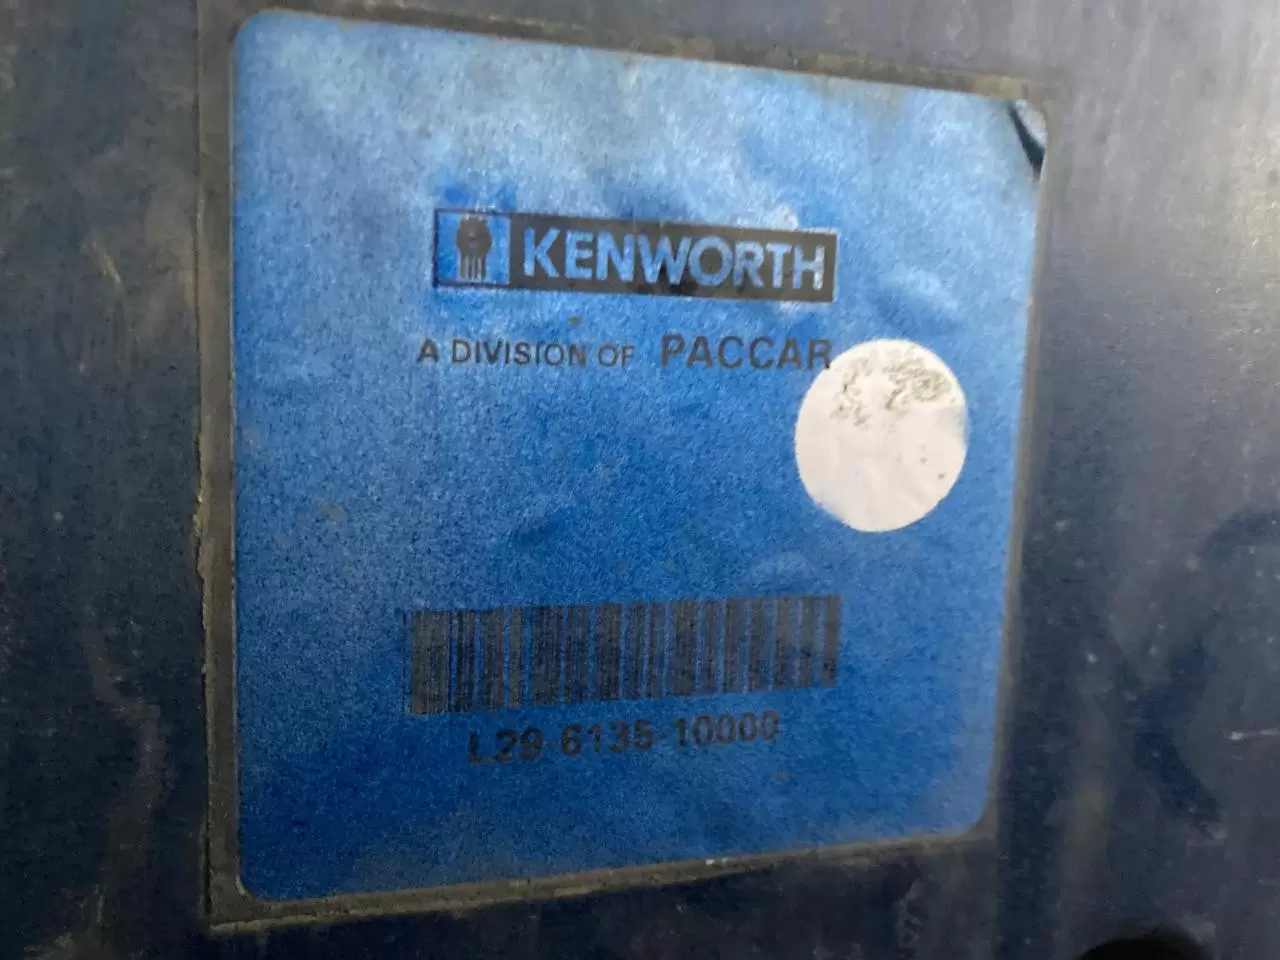 KENWORTH
A DIVISION OF PACCAR
L29-6135-10000